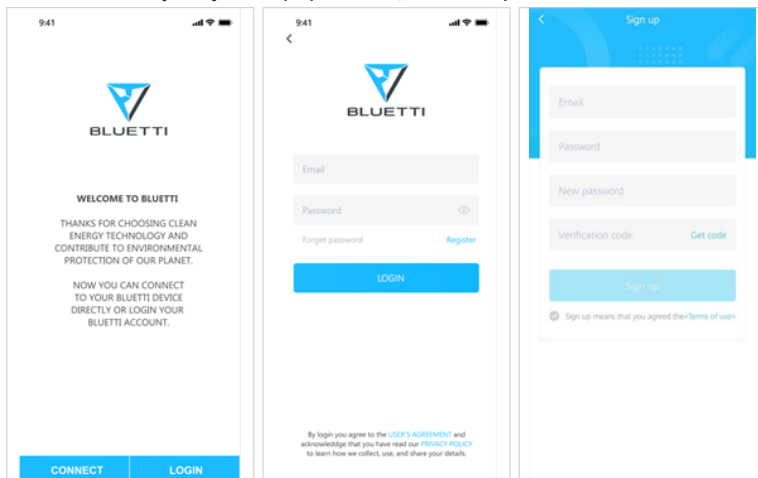 9:41
BLUETTI
WELCOME TO BLUETTI
THANKS FOR CHOOSING CLEAN
ENERGY TECHNOLOGY AND
CONTRIBUTE TO ENVIRONMENTAL
PROTECTION OF OUR PLANET.
NOW YOU CAN CONNECT
TO YOUR BLUETTI DEVICE
DIRECTLY OR LOGIN YOUR
BLUETTI ACCOUNT.
CONNECT
LOGIN
9:41
BLUETTI
Email
Password
Forget password
Register
LOGIN
By login you agree to the USER'S AGREEMENT and
acknowleddge that you have read our PRIVACY POLICY
to learn how we collect, use, and share your details.
Sign up
Email
Password
New password
Verification code
Get code
Sign up
Sign up means that you agreed the<Terms of use>